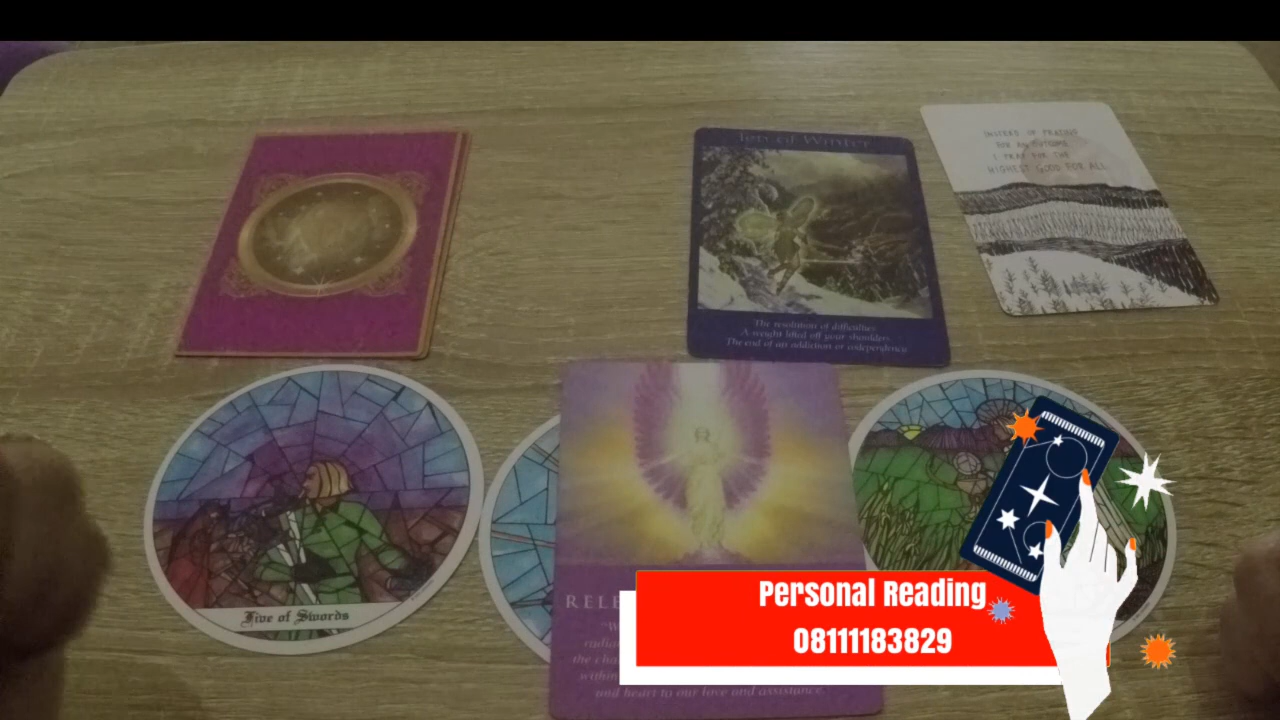 INSTEAD OF PRAYING
FOR AN OUTCOME,
I PRAY FOR THE
HIGHEST GOOD FOR ALL
of Winter
The resolution of difficulties
A weight lifted off your shoulders
The end of an addiction or codependency
Five of Swords
RELE
and heart to our love and assistance."
Personal Reading
08111183829